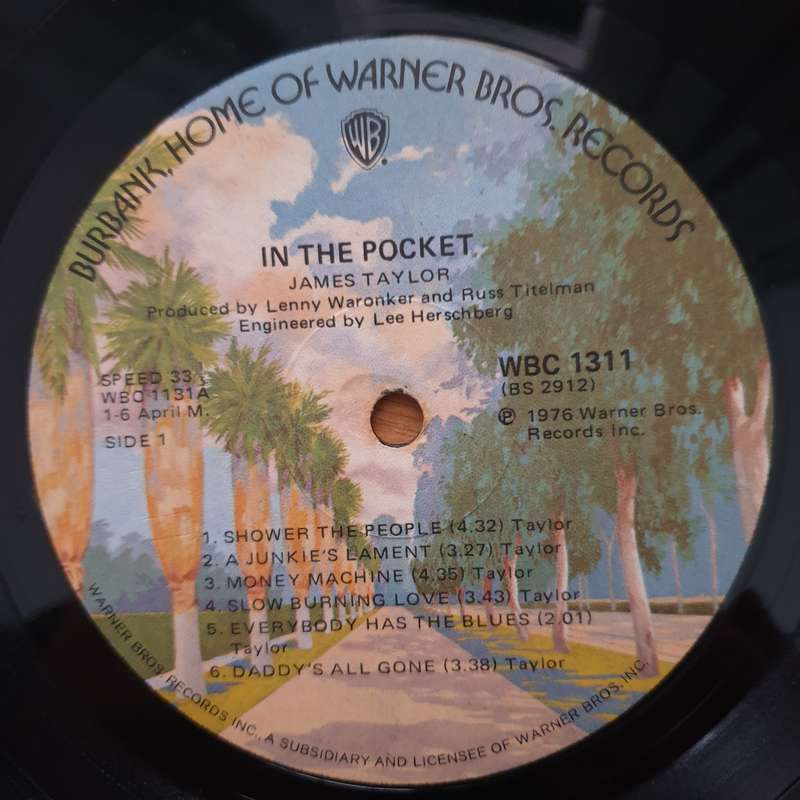 BURBANK, HOME OF WARNER BROS. RECORDS
WB
IN THE POCKET
JAMES TAYLOR
Produced by Lenny Waronker and Russ Titelman
Engineered by Lee Herschberg
SPEED 33 1/3
WBC 1131A
1-6 April M.
SIDE 1
WBC 1311
(BS 2912)
℗ 1976 Warner Bros.
Records Inc.
1. SHOWER THE PEOPLE (4.32) Taylor
2. A JUNKIE'S LAMENT (3.27) Taylor
3. MONEY MACHINE (4.35) Taylor
4. SLOW BURNING LOVE (3.43) Taylor
5. EVERYBODY HAS THE BLUES (2.01)
Taylor
6. DADDY'S ALL GONE (3.38) Taylor
WARNER BROS. RECORDS INC., A SUBSIDIARY AND LICENSEE OF WARNER BROS. INC.